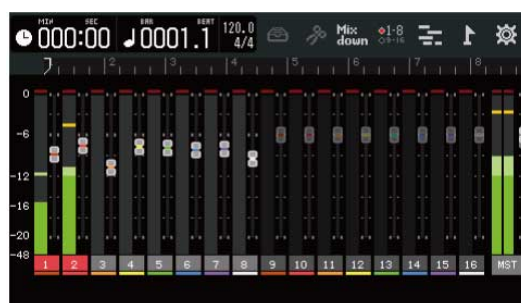 MIN SEC BAR BEAT
000:00 0001.1 120.0 4/4 Mix down 1-8 9-16
2 3 4 5 6 7 8
0
-6
-12
-16
-20
-48
1 2 3 4 5 6 7 8 9 10 11 12 13 14 15 16 MST